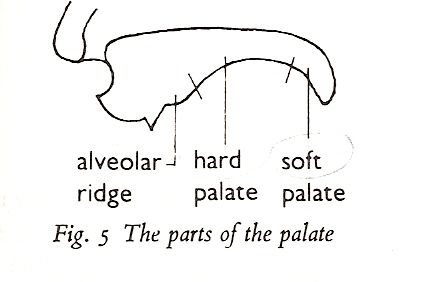 alveolar hard soft
ridge palate palate
Fig. 5 The parts of the palate